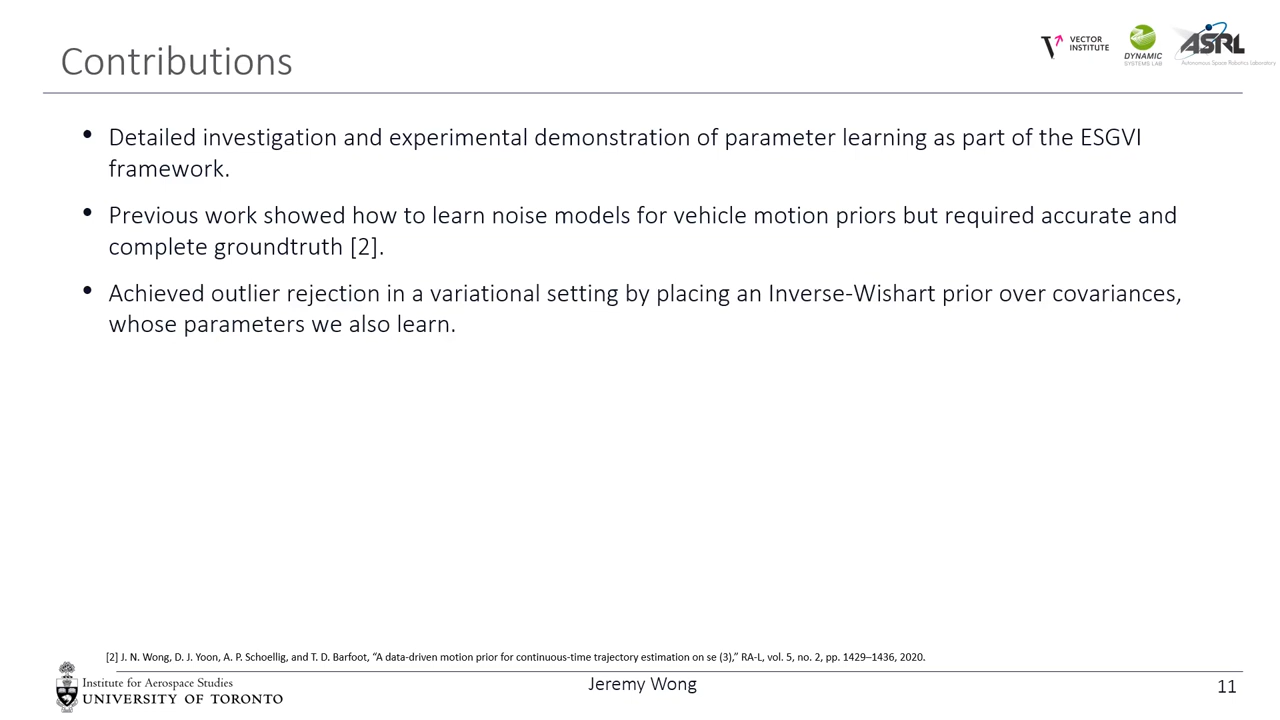 Contributions
VECTOR
INSTITUTE
DYNAMIC
SYSTEMS LAB
ASRL
Autonomous Space Robotics Laboratory
• Detailed investigation and experimental demonstration of parameter learning as part of the ESGVI
framework.
• Previous work showed how to learn noise models for vehicle motion priors but required accurate and
complete groundtruth [2].
• Achieved outlier rejection in a variational setting by placing an Inverse-Wishart prior over covariances,
whose parameters we also learn.
[2] J. N. Wong, D. J. Yoon, A. P. Schoellig, and T. D. Barfoot, “A data-driven motion prior for continuous-time trajectory estimation on se (3),” RA-L, vol. 5, no. 2, pp. 1429–1436, 2020.
Institute for Aerospace Studies
UNIVERSITY OF TORONTO
Jeremy Wong
11